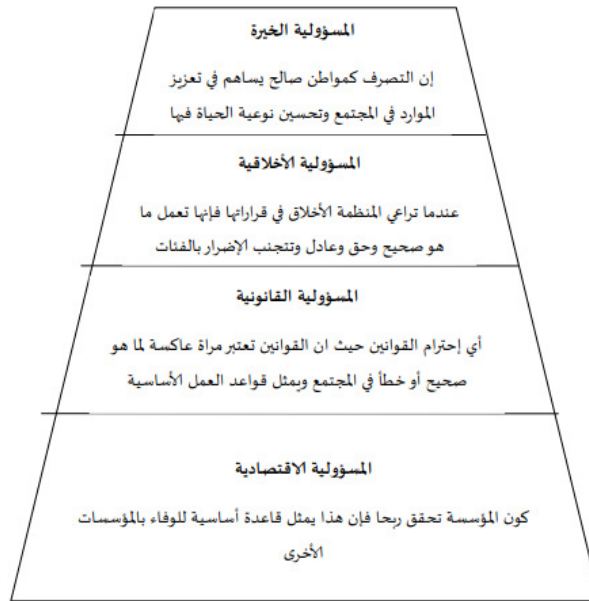 المسؤولية الخيرة
إن التصرف كمواطن صالح يساهم في تعزيز
الموارد في المجتمع وتحسين نوعية الحياة فيها
المسؤولية الأخلاقية
عندما تراعي المنظمة الأخلاق في قراراتها فإنها تعمل ما
هو صحيح وحق وعادل وتتجنب الإضرار بالفئات
المسؤولية القانونية
أي إحترام القوانين حيث ان القوانين تعتبر مراة عاكسة لما هو
صحيح أو خطأ في المجتمع ويمثل قواعد العمل الأساسية
المسؤولية الاقتصادية
كون المؤسسة تحقق ربحا فإن هذا يمثل قاعدة أساسية للوفاء بالمؤسسات
الأخرى